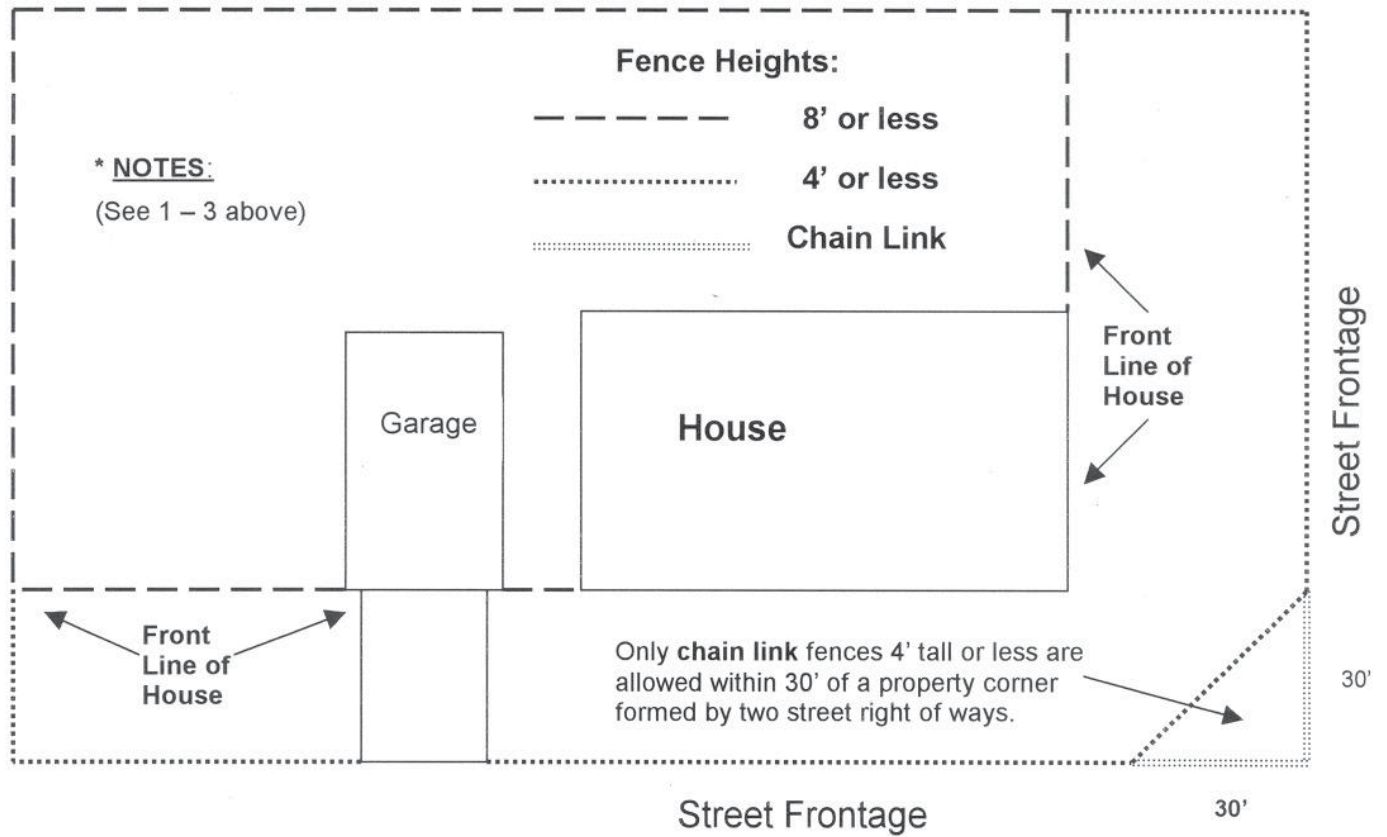 Fence Heights:
8’ or less
4’ or less
Chain Link
* NOTES:
(See 1 – 3 above)
Garage
House
Front
Line of
House
Street Frontage
Front
Line of
House
Only chain link fences 4’ tall or less are
allowed within 30’ of a property corner
formed by two street right of ways.
30’
30’
Street Frontage